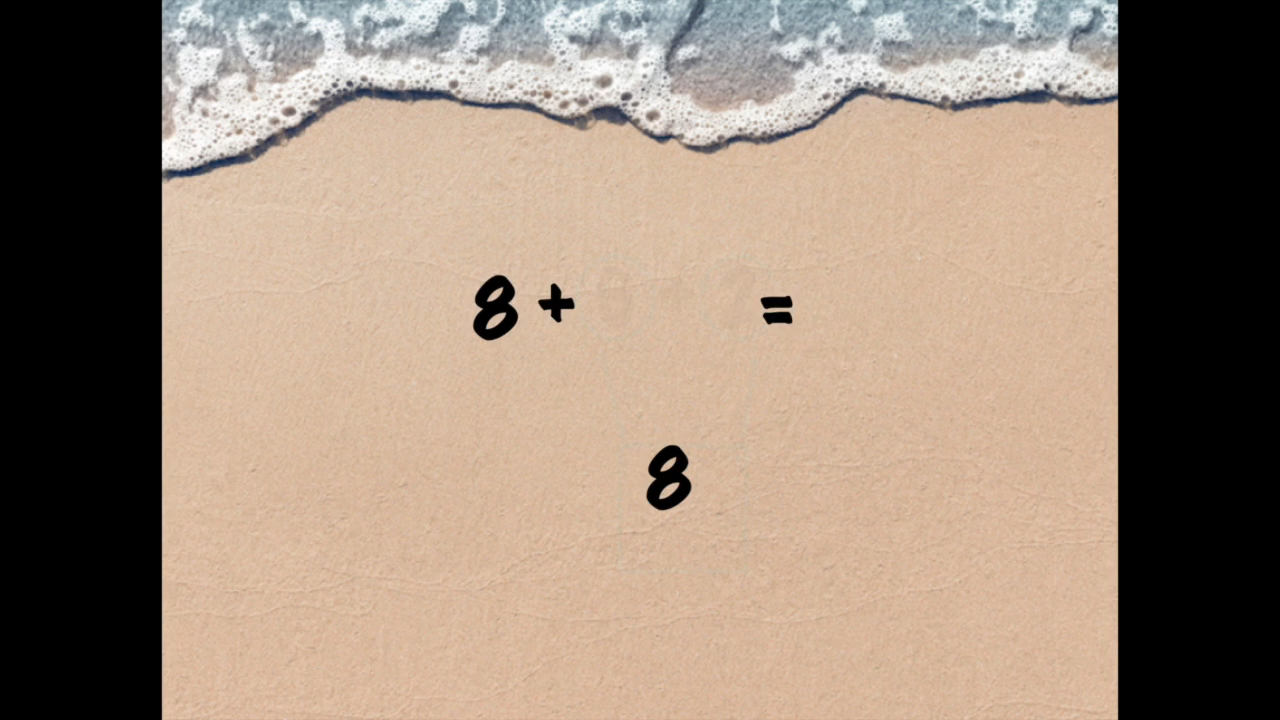 8 + =
8